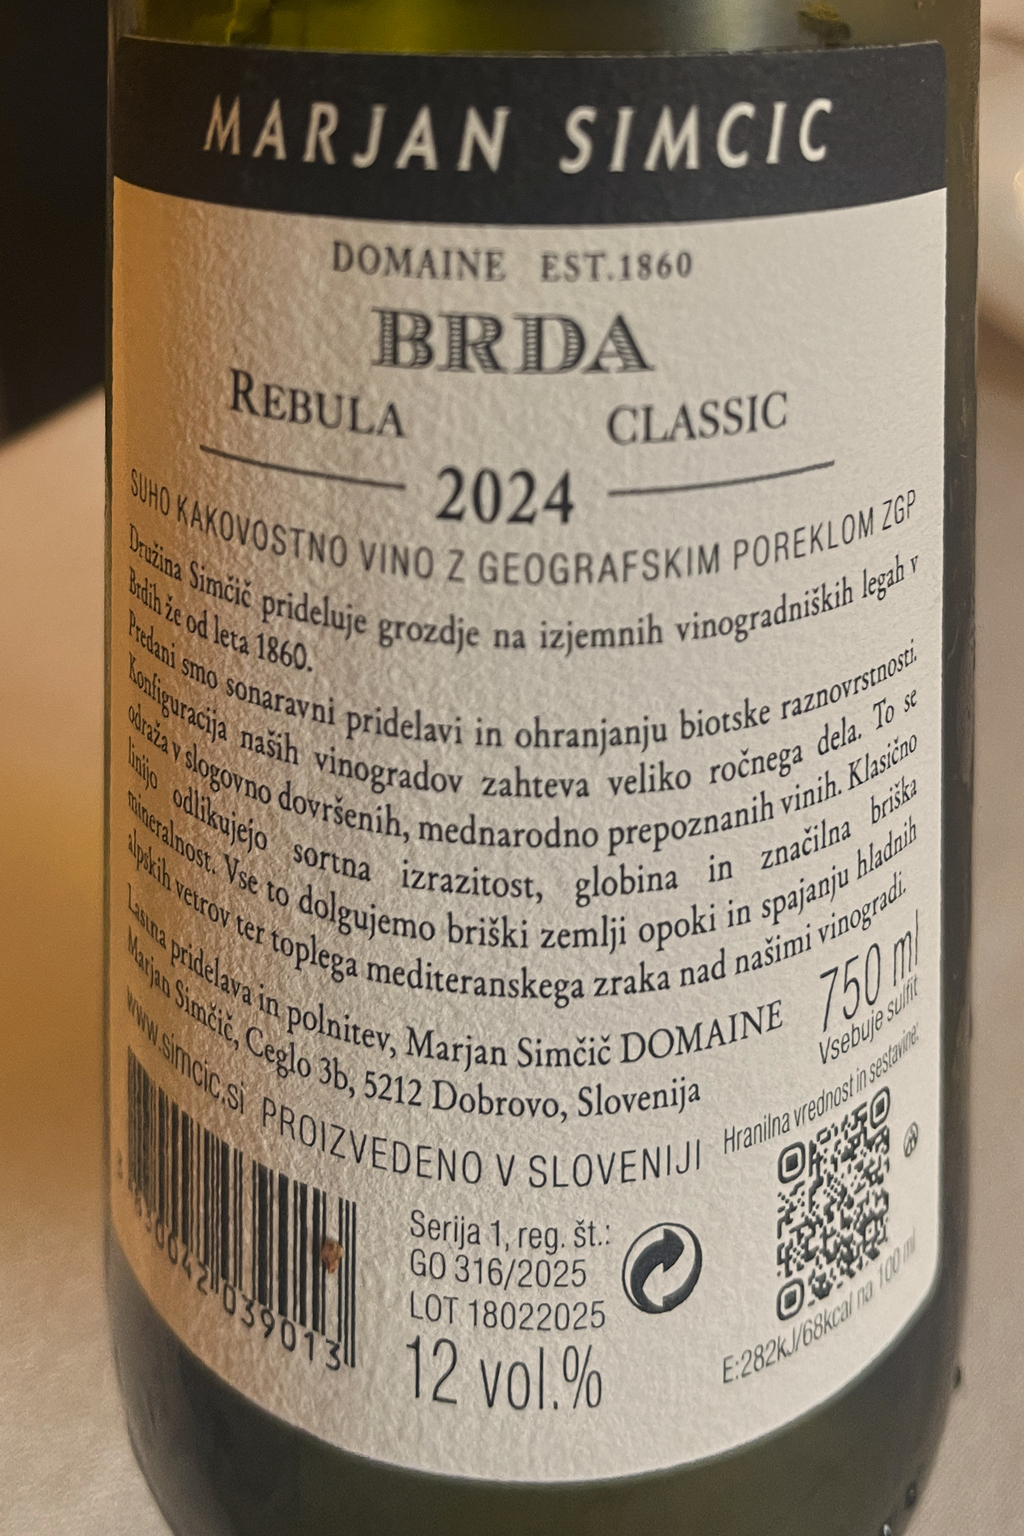 MARJAN SIMCIC
DOMAINE EST.1860
BRDA
REBULA CLASSIC
2024
SUHO KAKOVOSTNO VINO Z GEOGRAFSKIM POREKLOM ZGP
Družina Simčič prideluje grozdje na izjemnih vinogradniških legah v
Brdih že od leta 1860.
Predani smo sonaravni pridelavi in ohranjanju biotske raznovrstnosti.
Konfiguracija naših vinogradov zahteva veliko ročnega dela. To se
odraža v slogovno dovršenih, mednarodno prepoznanih vinih. Klasično
linijo odlikujejo sortna izrazitost, globina in značilna briška
mineralnost. Vse to dolgujemo briški zemlji opoki in spajanju hladnih
alpskih vetrov ter toplega mediteranskega zraka nad našimi vinogradi.
Lastna pridelava in polnitev, Marjan Simčič DOMAINE
Marjan Simčič, Ceglo 3b, 5212 Dobrovo, Slovenija
www.simcic.si PROIZVEDENO V SLOVENIJI
750 ml
Vsebuje sulfit
Hranilna vrednost in sestavine:
Serija 1, reg. št.:
GO 316/2025
LOT 18022025
12 vol.%
E:282kJ/68kcal na 100 ml